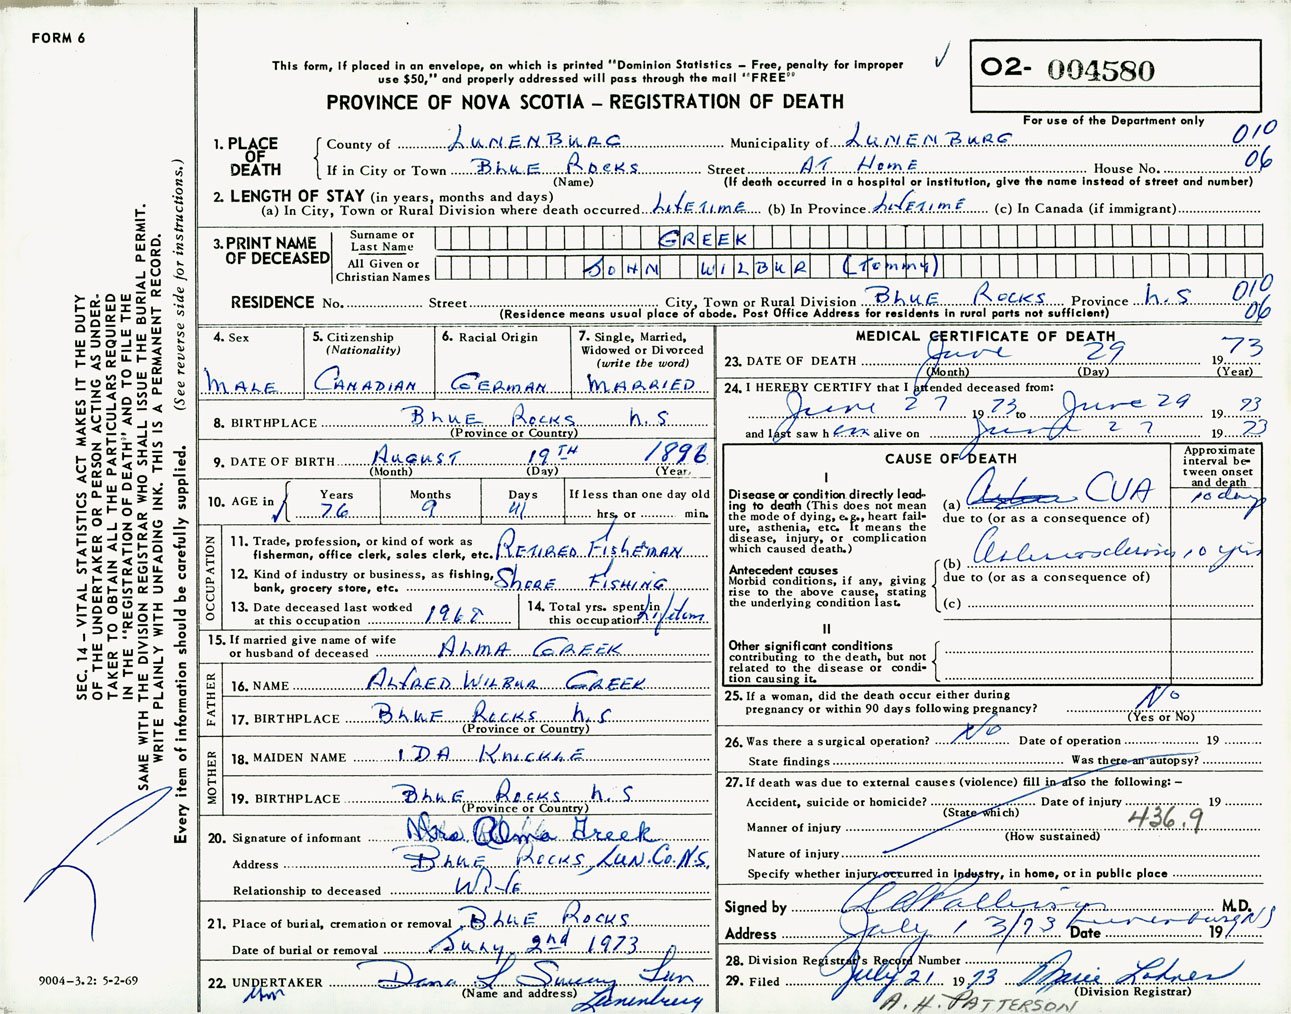 FORM 6
This form, if placed in an envelope, on which is printed "Dominion Statistics – Free, penalty for improper
use $50," and properly addressed will pass through the mail "FREE"
PROVINCE OF NOVA SCOTIA – REGISTRATION OF DEATH
O2- 004580
For use of the Department only
1. PLACE OF DEATH
County of LUNENBURG Municipality of LUNENBURG 010
If in City or Town BLUE ROCKS Street AT HOME House No. 06
(Name) (If death occurred in a hospital or institution, give the name instead of street and number)
2. LENGTH OF STAY (in years, months and days)
(a) In City, Town or Rural Division where death occurred LIFETIME (b) In Province LIFETIME (c) In Canada (if immigrant)
3. PRINT NAME OF DECEASED
Surname or Last Name GREEK
All Given or Christian Names JOHN WILBUR (Tommy)
RESIDENCE No. Street City, Town or Rural Division BLUE ROCKS Province N.S 010
(Residence means usual place of abode. Post Office Address for residents in rural parts not sufficient) 06
4. Sex
MALE
5. Citizenship
(Nationality)
CANADIAN
6. Racial Origin
GERMAN
7. Single, Married,
Widowed or Divorced
(write the word)
MARRIED
8. BIRTHPLACE BLUE ROCKS N.S
(Province or Country)
9. DATE OF BIRTH AUGUST 19TH 1896
(Month) (Day) (Year)
10. AGE in
Years Months Days If less than one day old
76 9 hrs, or min.
OCCUPATION
11. Trade, profession, or kind of work as
fisherman, office clerk, sales clerk, etc. RETIRED FISHERMAN
12. Kind of industry or business, as fishing,
bank, grocery store, etc. SHORE FISHING
13. Date deceased last worked
at this occupation 1968
14. Total yrs. spent in
this occupation Lifetime
15. If married give name of wife
or husband of deceased ALMA GREEK
FATHER
16. NAME ALFRED WILBUR GREEK
17. BIRTHPLACE BLUE ROCKS N.S
(Province or Country)
MOTHER
18. MAIDEN NAME IDA KNICKLE
19. BIRTHPLACE BLUE ROCKS N.S
(Province or Country)
20. Signature of informant Mrs Alma Greek
Address BLUE ROCKS, LUN.CO.N.S.
Relationship to deceased WIFE
21. Place of burial, cremation or removal BLUE ROCKS
Date of burial or removal JULY 2nd 1973
22. UNDERTAKER Dana L Sweeny Fun
(Name and address)
Hm Lunenburg
MEDICAL CERTIFICATE OF DEATH
23. DATE OF DEATH June 29 1973
(Month) (Day) (Year)
24. I HEREBY CERTIFY that I attended deceased from:
June 27 1973 to June 29 1973
and last saw him alive on June 27 1973
CAUSE OF DEATH
Approximate
interval be-
tween onset
and death
I
Disease or condition directly lead-
ing to death (This does not mean
the mode of dying, e.g., heart fail-
ure, asthenia, etc. It means the
disease, injury, or complication
which caused death.)
(a) CVA 10 days
due to (or as a consequence of)
(b) Arteriosclerosis 10 yrs
Antecedent causes
Morbid conditions, if any, giving
rise to the above cause, stating
the underlying condition last.
due to (or as a consequence of)
(c)
II
Other significant conditions
contributing to the death, but not
related to the disease or condi-
tion causing it.
25. If a woman, did the death occur either during
pregnancy or within 90 days following pregnancy? No
(Yes or No)
26. Was there a surgical operation? No Date of operation 19
State findings Was there an autopsy?
27. If death was due to external causes (violence) fill in also the following: –
Accident, suicide or homicide? Date of injury 19
(State which)
Manner of injury 436.9
(How sustained)
Nature of injury
Specify whether injury occurred in industry, in home, or in public place
Signed by M.D.
Address July 13/73 Date Lunenburg NS 19
28. Division Registrar's Record Number
29. Filed July 21 1973
(Division Registrar)
A. H. PATTERSON
SEC. 14 – VITAL STATISTICS ACT MAKES IT THE DUTY
OF THE UNDERTAKER OR PERSON ACTING AS UNDER-
TAKER TO OBTAIN ALL THE PARTICULARS REQUIRED
IN THE "REGISTRATION OF DEATH" AND TO FILE THE
SAME WITH THE DIVISION REGISTRAR WHO SHALL ISSUE THE BURIAL PERMIT.
WRITE PLAINLY WITH UNFADING INK. THIS IS A PERMANENT RECORD.
Every item of information should be carefully supplied. (See reverse side for instructions.)
9004-3.2: 5-2-69